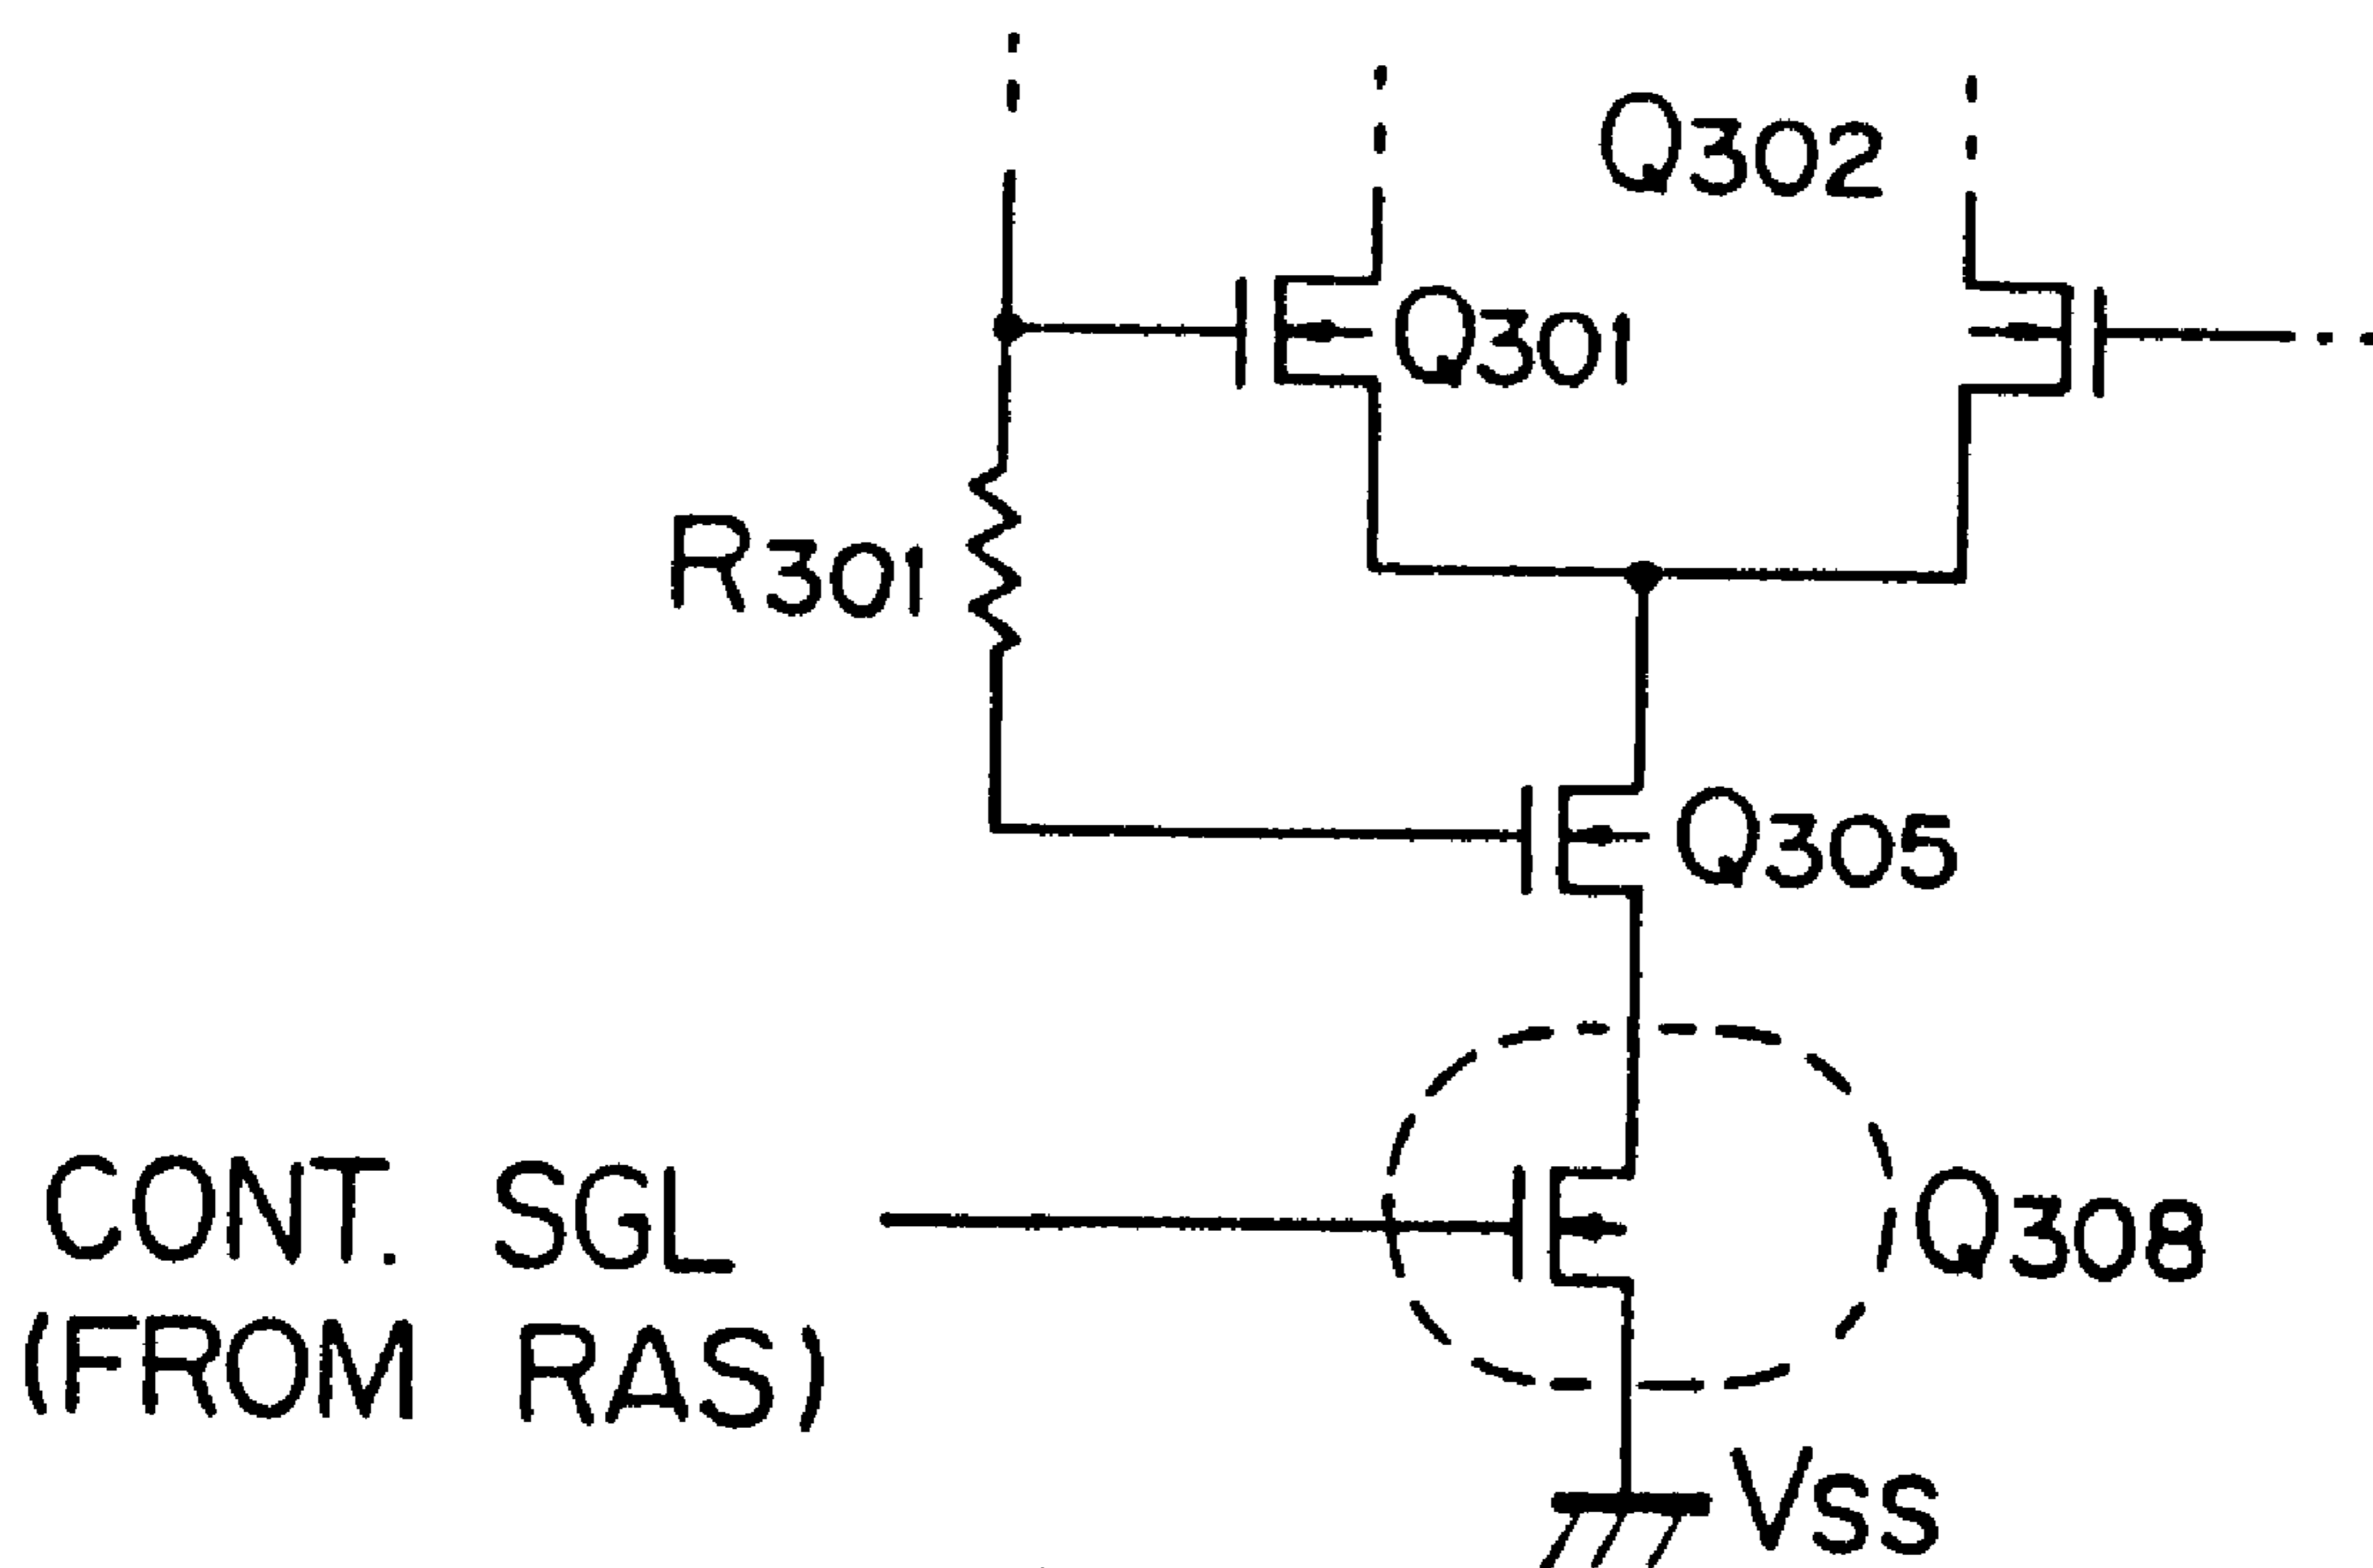 Q302
Q301
R301
Q305
CONT. SGL
Q308
(FROM RAS)
Vss